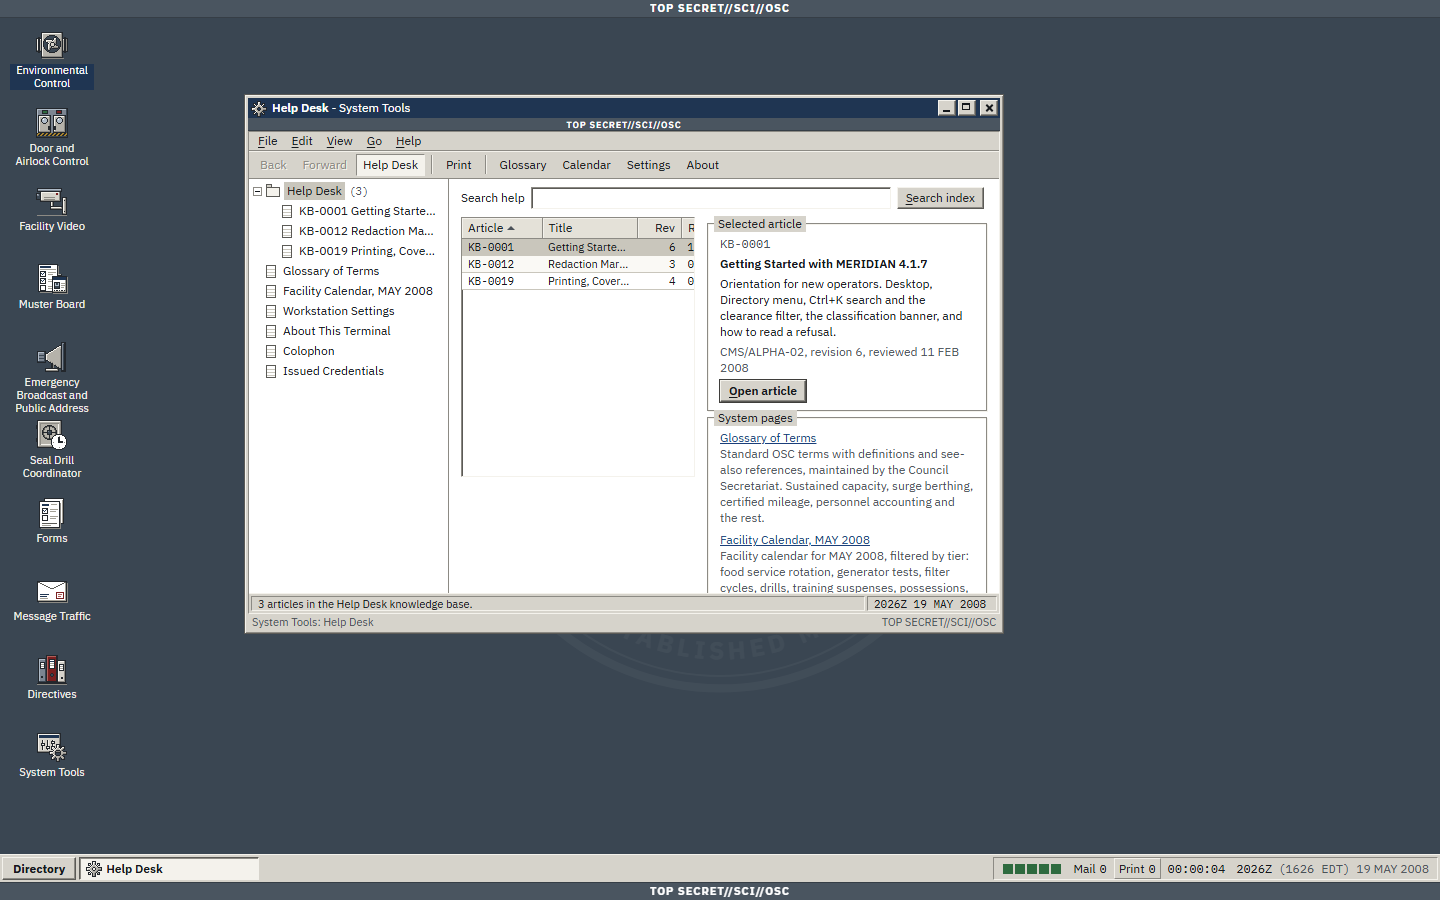 TOP SECRET//SCI//OSC
Environmental
Control
Door and
Airlock Control
Facility Video
Muster Board
Emergency
Broadcast and
Public Address
Seal Drill
Coordinator
Forms
Message Traffic
Directives
System Tools
Help Desk - System Tools
TOP SECRET//SCI//OSC
File Edit View Go Help
Back Forward Help Desk Print Glossary Calendar Settings About
Help Desk (3)
KB-0001 Getting Starte...
KB-0012 Redaction Ma...
KB-0019 Printing, Cove...
Glossary of Terms
Facility Calendar, MAY 2008
Workstation Settings
About This Terminal
Colophon
Issued Credentials
Search help
Search index
Article Title Rev R
KB-0001 Getting Starte... 6 1
KB-0012 Redaction Mar... 3 0
KB-0019 Printing, Cover... 4 0
Selected article
KB-0001
Getting Started with MERIDIAN 4.1.7
Orientation for new operators. Desktop,
Directory menu, Ctrl+K search and the
clearance filter, the classification banner, and
how to read a refusal.
CMS/ALPHA-02, revision 6, reviewed 11 FEB
2008
Open article
System pages
Glossary of Terms
Standard OSC terms with definitions and see-
also references, maintained by the Council
Secretariat. Sustained capacity, surge berthing,
certified mileage, personnel accounting and
the rest.
Facility Calendar, MAY 2008
Facility calendar for MAY 2008, filtered by tier:
food service rotation, generator tests, filter
cycles, drills, training suspenses, possessions,
3 articles in the Help Desk knowledge base.
2026Z 19 MAY 2008
System Tools: Help Desk
TOP SECRET//SCI//OSC
Directory
Help Desk
Mail 0 Print 0 00:00:04 2026Z (1626 EDT) 19 MAY 2008
TOP SECRET//SCI//OSC